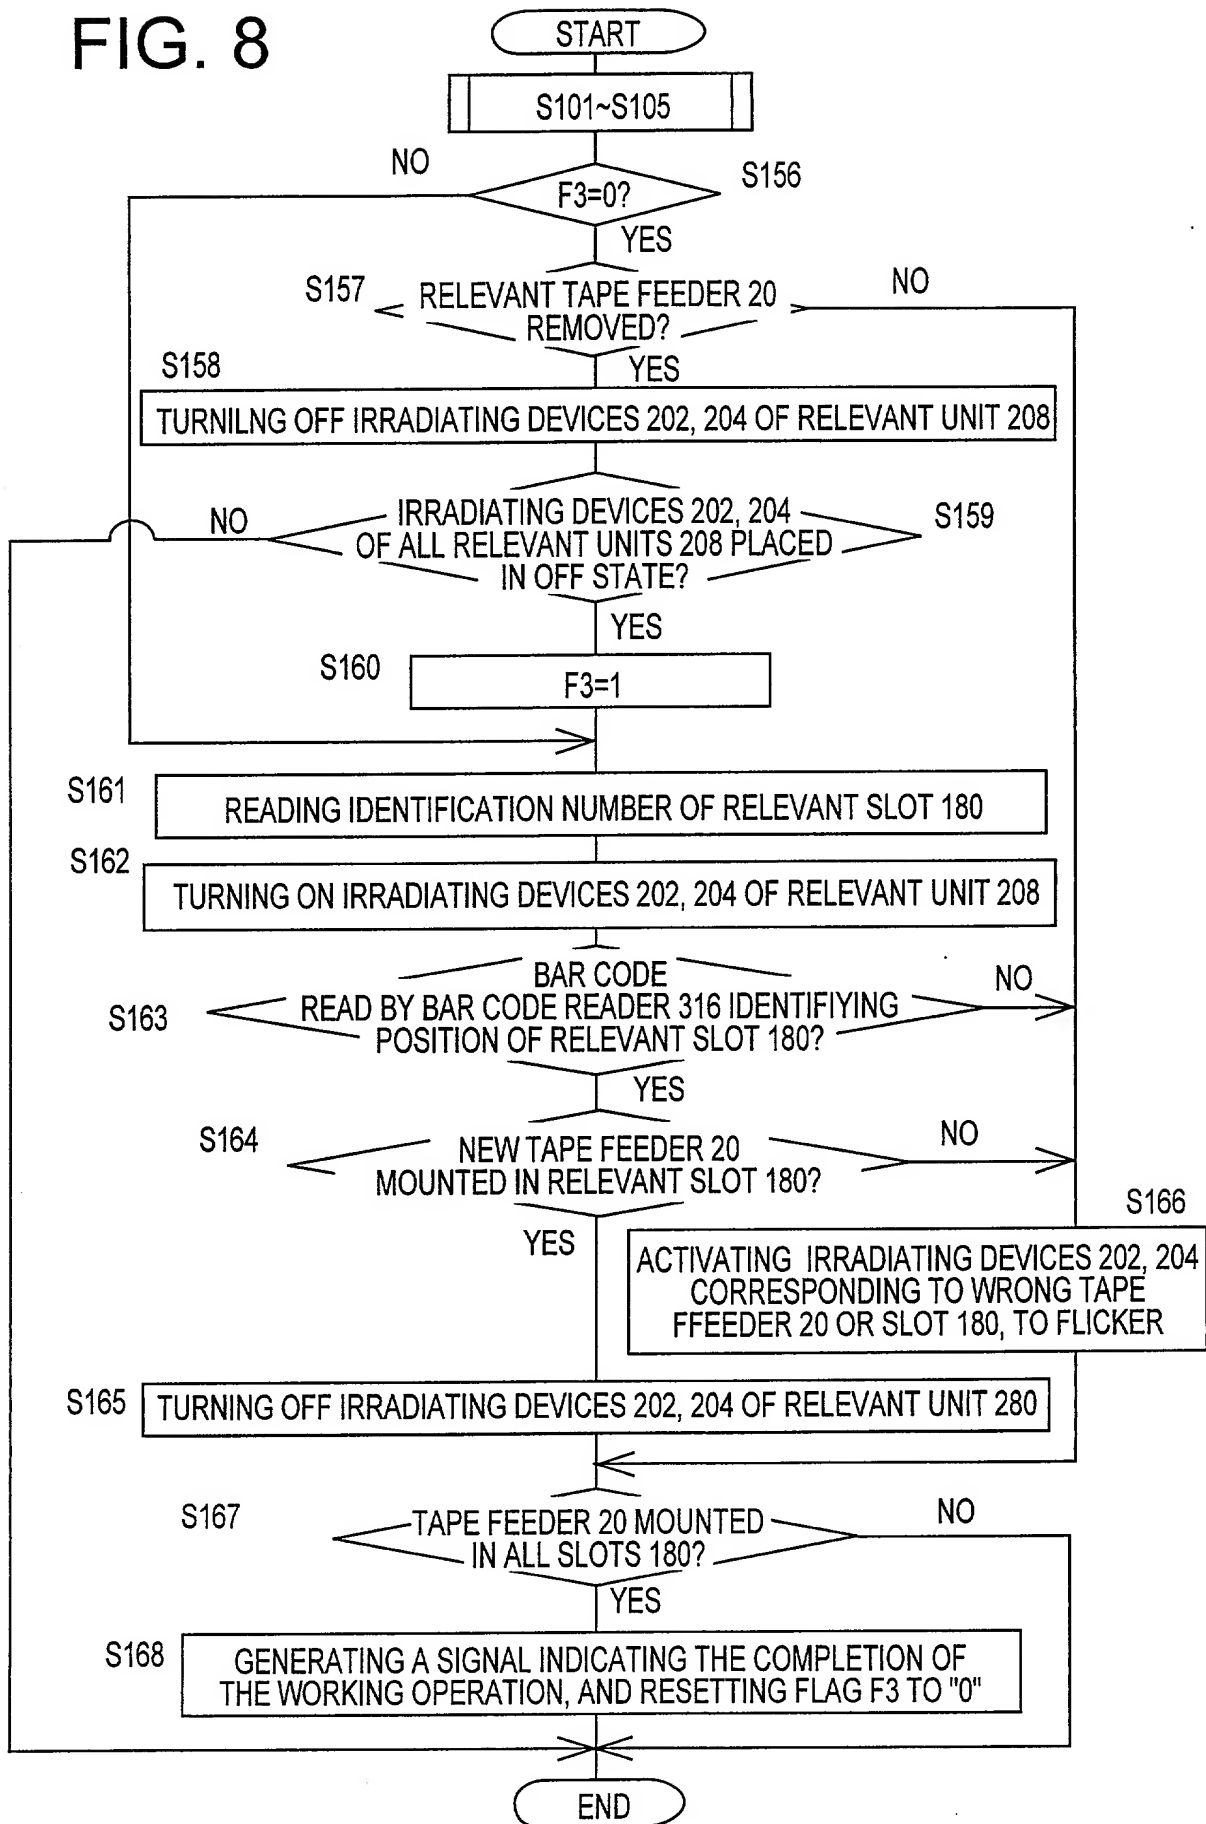 FIG. 8
START
S101~S105
NO
S156
F3=0?
YES
S157
RELEVANT TAPE FEEDER 20
REMOVED?
NO
YES
S158
TURNILNG OFF IRRADIATING DEVICES 202, 204 OF RELEVANT UNIT 208
NO
IRRADIATING DEVICES 202, 204
OF ALL RELEVANT UNITS 208 PLACED
IN OFF STATE?
S159
YES
S160
F3=1
S161
READING IDENTIFICATION NUMBER OF RELEVANT SLOT 180
S162
TURNING ON IRRADIATING DEVICES 202, 204 OF RELEVANT UNIT 208
BAR CODE
READ BY BAR CODE READER 316 IDENTIFIYING
POSITION OF RELEVANT SLOT 180?
NO
S163
YES
S164
NEW TAPE FEEDER 20
MOUNTED IN RELEVANT SLOT 180?
NO
YES
S166
ACTIVATING IRRADIATING DEVICES 202, 204
CORRESPONDING TO WRONG TAPE
FFEEDER 20 OR SLOT 180, TO FLICKER
S165
TURNING OFF IRRADIATING DEVICES 202, 204 OF RELEVANT UNIT 280
S167
TAPE FEEDER 20 MOUNTED
IN ALL SLOTS 180?
NO
YES
S168
GENERATING A SIGNAL INDICATING THE COMPLETION OF
THE WORKING OPERATION, AND RESETTING FLAG F3 TO "0"
END